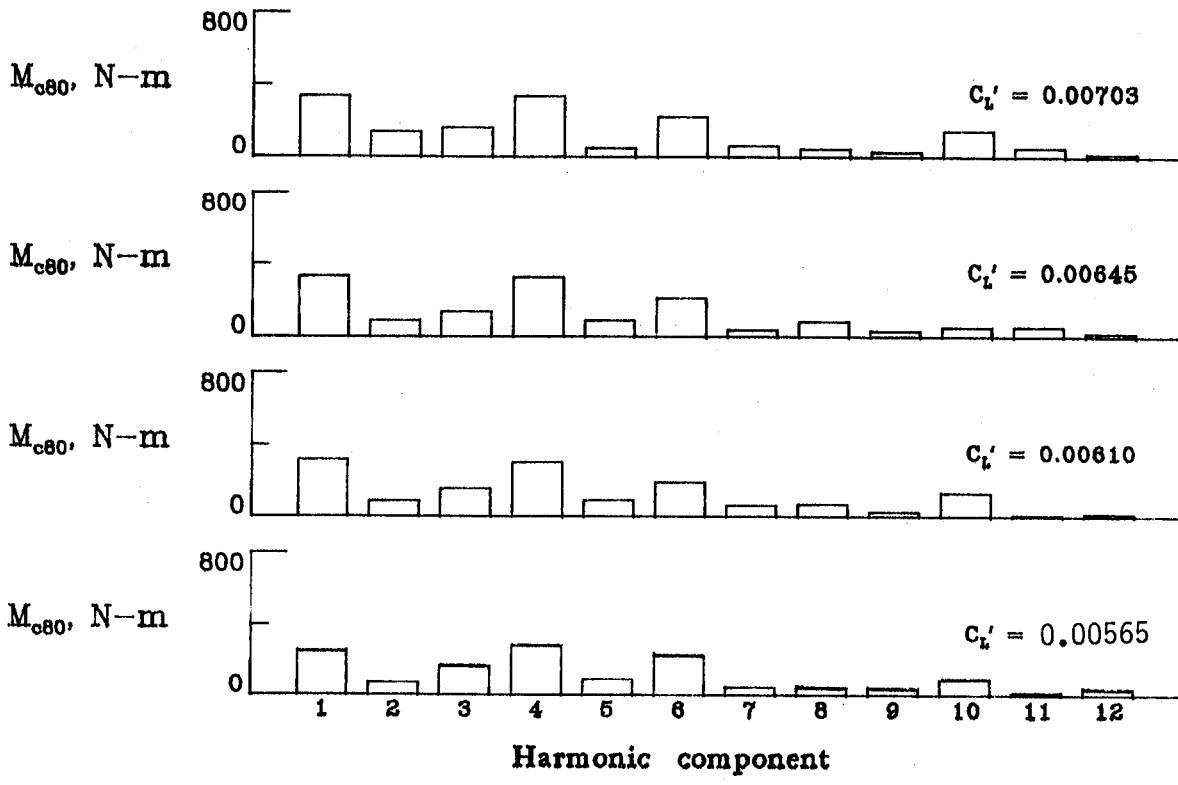 800
M_c80, N-m
C_L' = 0.00703
0
800
M_c80, N-m
C_L' = 0.00645
0
800
M_c80, N-m
C_L' = 0.00610
0
800
M_c80, N-m
C_L' = 0.00565
0
1 2 3 4 5 6 7 8 9 10 11 12
Harmonic component